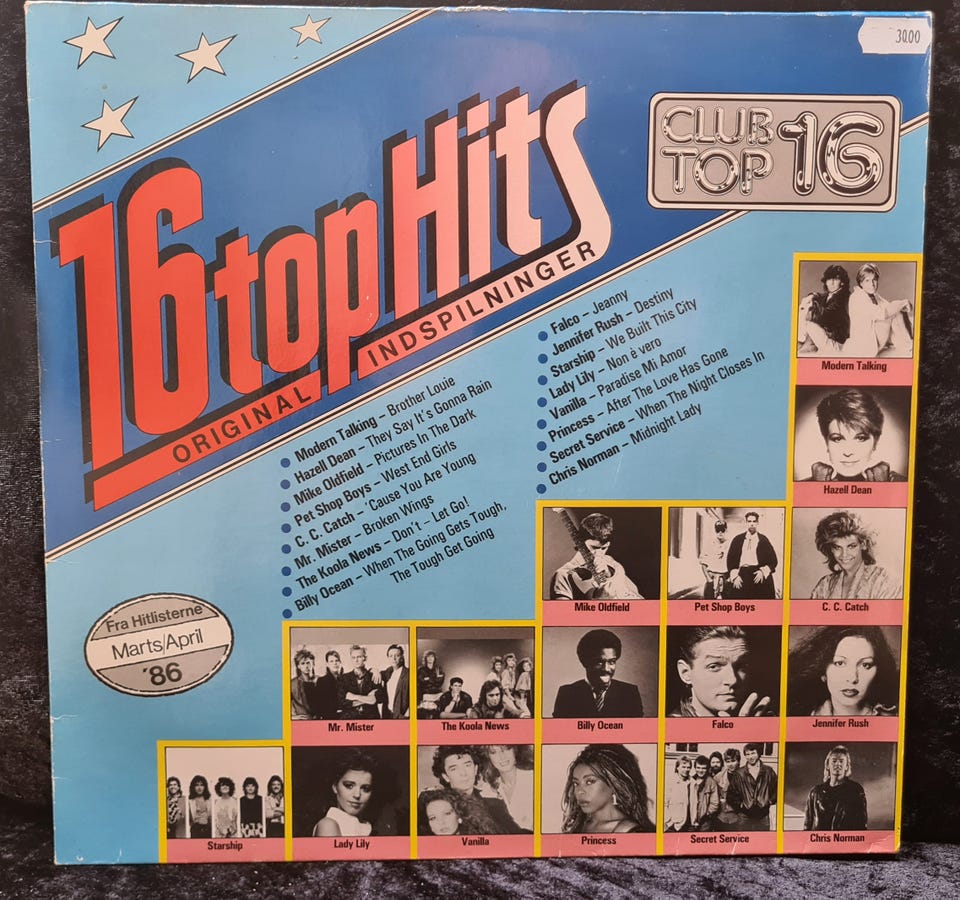 30.00
CLUB
TOP 16
16 top Hits
ORIGINAL INDSPILNINGER
Modern Talking – Brother Louie
Hazell Dean – They Say It's Gonna Rain
Mike Oldfield – Pictures In The Dark
Pet Shop Boys – West End Girls
C. C. Catch – 'Cause You Are Young
Mr. Mister – Broken Wings
The Koola News – Don't – Let Go!
Billy Ocean – When The Going Gets Tough,
The Tough Get Going
Falco – Jeanny
Jennifer Rush – Destiny
Starship – We Built This City
Lady Lily – Non è vero
Vanilla – Paradise Mi Amor
Princess – After The Love Has Gone
Secret Service – When The Night Closes In
Chris Norman – Midnight Lady
Fra Hitlisterne
Marts/April
'86
Modern Talking
Hazell Dean
Mike Oldfield
Pet Shop Boys
C. C. Catch
Mr. Mister
The Koola News
Billy Ocean
Falco
Jennifer Rush
Starship
Lady Lily
Vanilla
Princess
Secret Service
Chris Norman